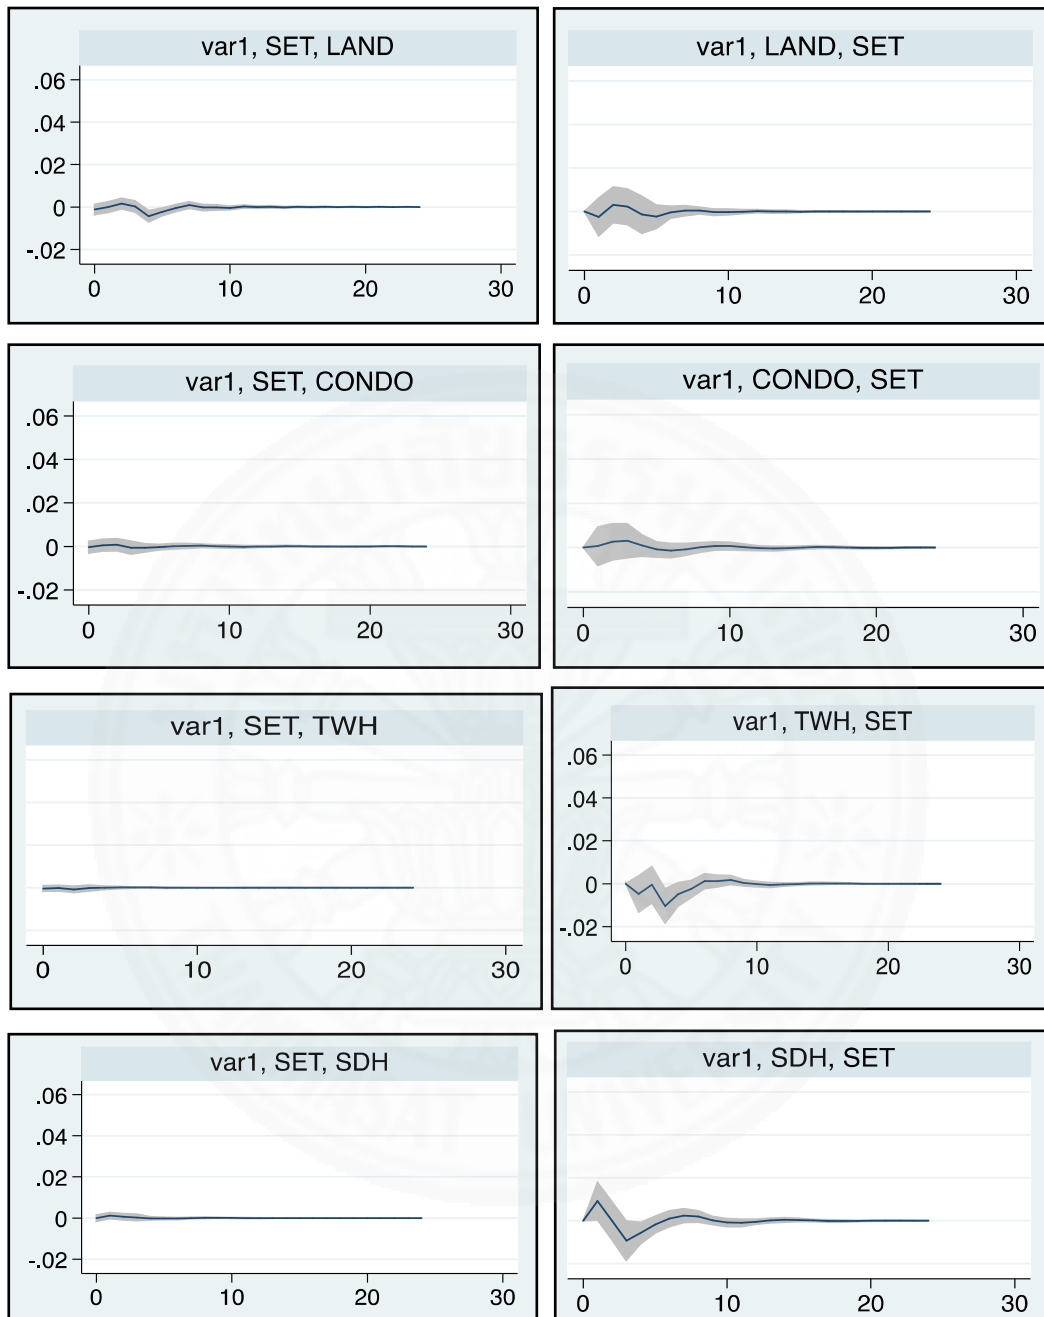 var1, SET, LAND
.06
.04
.02
0
-.02
0 10 20 30
var1, LAND, SET
0 10 20 30
var1, SET, CONDO
.06
.04
.02
0
-.02
0 10 20 30
var1, CONDO, SET
0 10 20 30
var1, SET, TWH
0 10 20 30
var1, TWH, SET
.06
.04
.02
0
-.02
0 10 20 30
var1, SET, SDH
.06
.04
.02
0
-.02
0 10 20 30
var1, SDH, SET
0 10 20 30